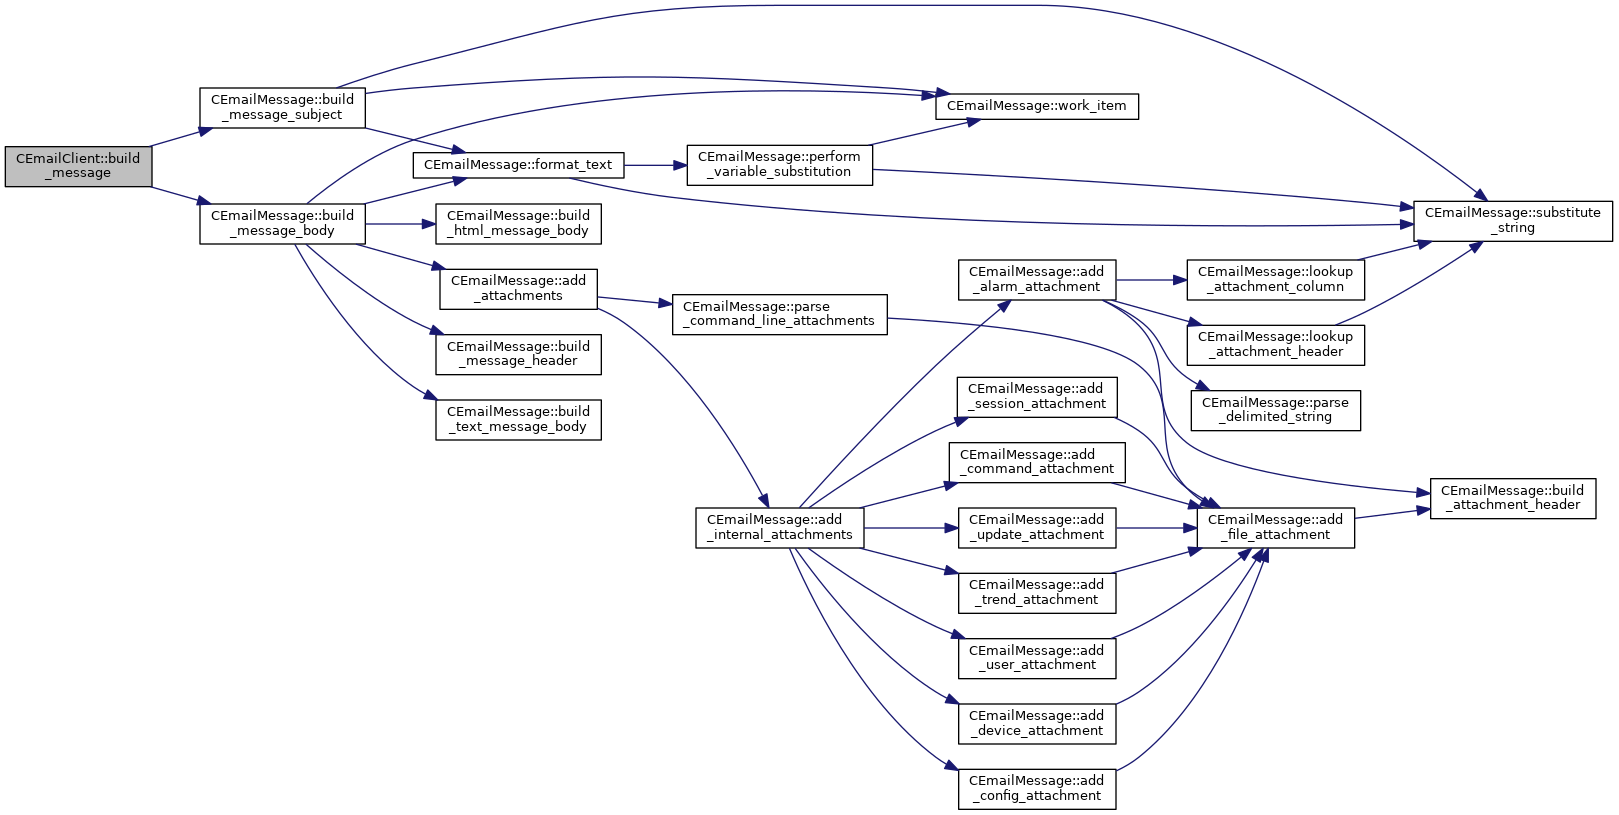 CEmailClient::build
_message
CEmailMessage::build
_message_subject
CEmailMessage::build
_message_body
CEmailMessage::format_text
CEmailMessage::build
_html_message_body
CEmailMessage::add
_attachments
CEmailMessage::build
_message_header
CEmailMessage::build
_text_message_body
CEmailMessage::perform
_variable_substitution
CEmailMessage::parse
_command_line_attachments
CEmailMessage::add
_internal_attachments
CEmailMessage::work_item
CEmailMessage::add
_alarm_attachment
CEmailMessage::add
_session_attachment
CEmailMessage::add
_command_attachment
CEmailMessage::add
_update_attachment
CEmailMessage::add
_trend_attachment
CEmailMessage::add
_user_attachment
CEmailMessage::add
_device_attachment
CEmailMessage::add
_config_attachment
CEmailMessage::lookup
_attachment_column
CEmailMessage::lookup
_attachment_header
CEmailMessage::parse
_delimited_string
CEmailMessage::add
_file_attachment
CEmailMessage::substitute
_string
CEmailMessage::build
_attachment_header